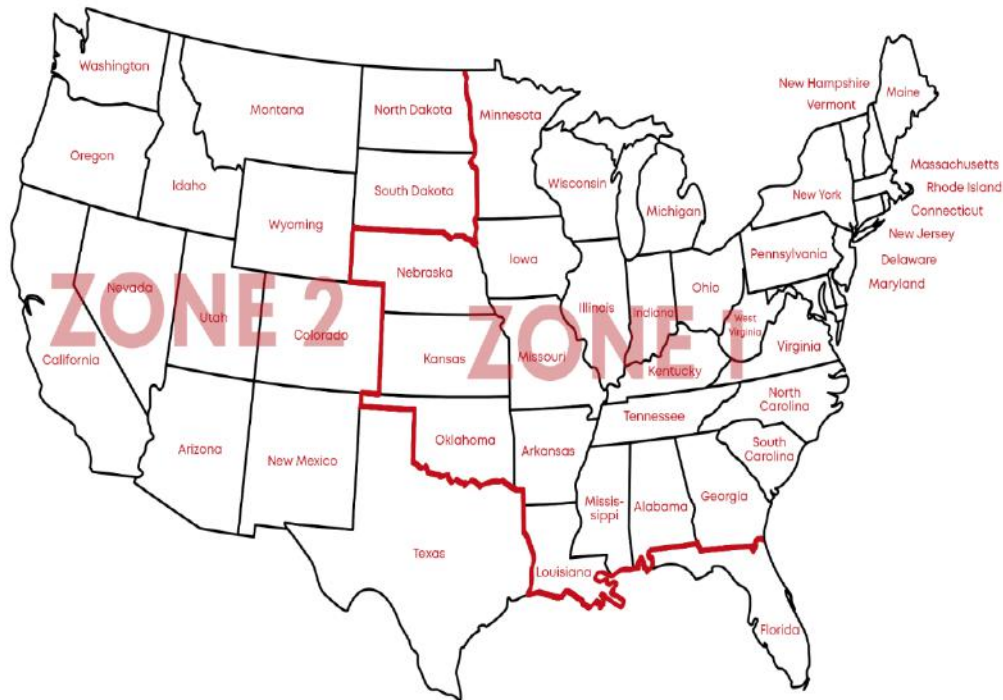 Washington
Montana
North Dakota
Minnesota
New Hampshire
Vermont
Maine
Oregon
Idaho
South Dakota
Wisconsin
Michigan
New York
Massachusetts
Rhode Island
Connecticut
New Jersey
Delaware
Maryland
Wyoming
Nebraska
Iowa
Pennsylvania
Nevada
Utah
Colorado
ZONE 2
California
Kansas
Missouri
Illinois
Indiana
Ohio
West
Virginia
Virginia
Kentucky
ZONE 1
North
Carolina
Tennessee
South
Carolina
Arizona
New Mexico
Oklahoma
Arkansas
Missis-
sippi
Alabama
Georgia
Texas
Louisiana
Florida